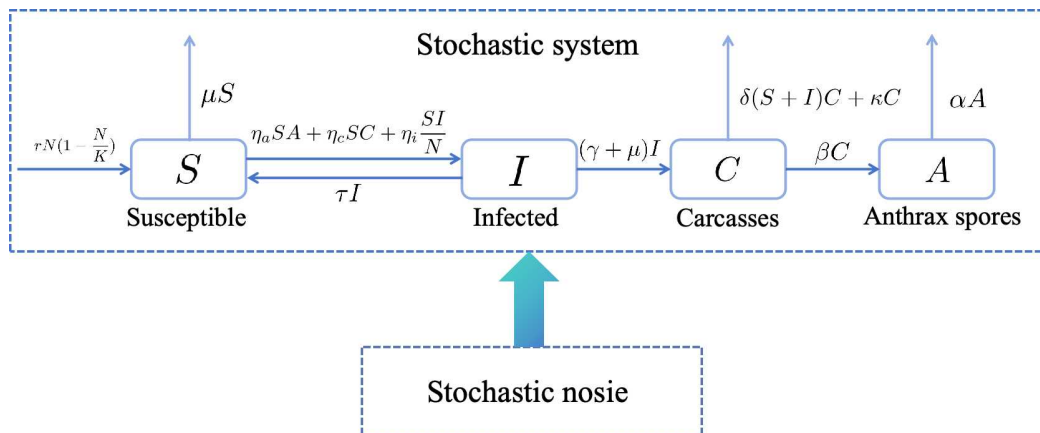 Stochastic system
μS
δ(S + I)C + κC
αA
rN(1 − N/K)
η_a SA + η_c SC + η_i SI/N
(γ + μ)I
βC
S
I
C
A
τI
Susceptible
Infected
Carcasses
Anthrax spores
Stochastic nosie